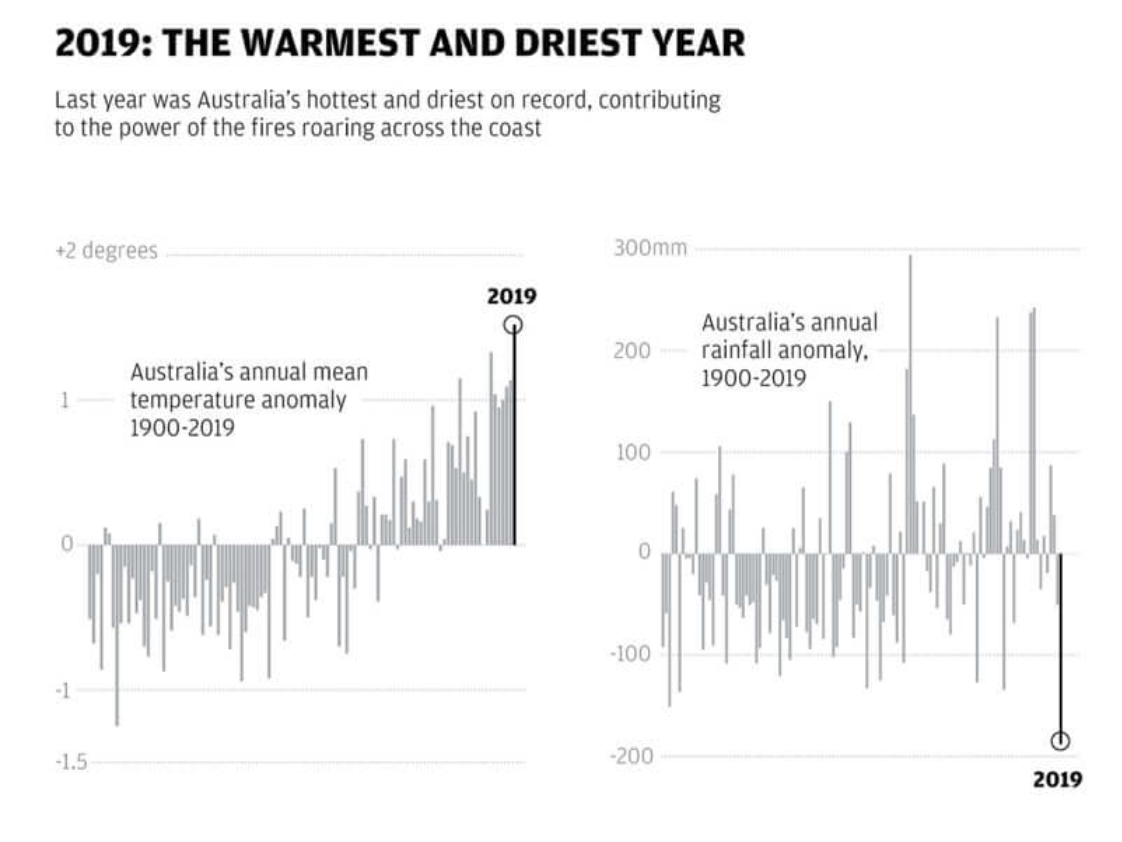 2019: THE WARMEST AND DRIEST YEAR
Last year was Australia's hottest and driest on record, contributing
to the power of the fires roaring across the coast
+2 degrees
2019
Australia's annual mean
temperature anomaly
1900-2019
1
0
-1
-1.5
300mm
Australia's annual
rainfall anomaly,
1900-2019
200
100
0
-100
-200
2019